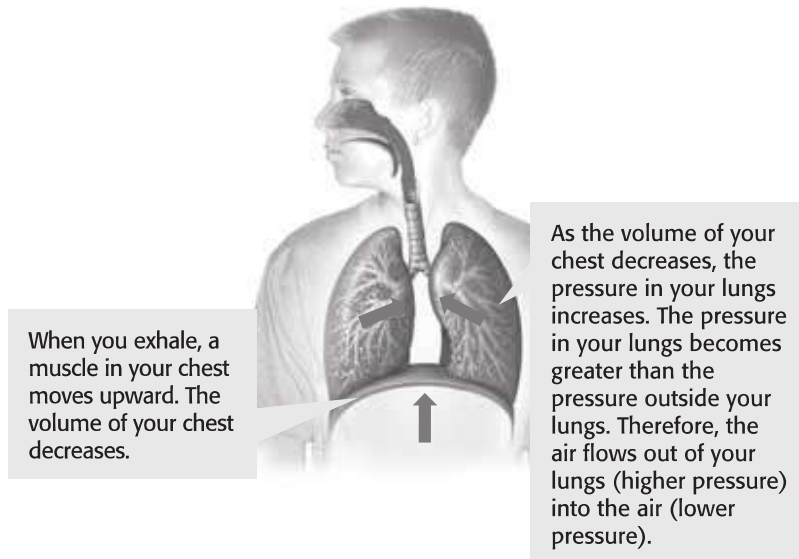 When you exhale, a
muscle in your chest
moves upward. The
volume of your chest
decreases.
As the volume of your
chest decreases, the
pressure in your lungs
increases. The pressure
in your lungs becomes
greater than the
pressure outside your
lungs. Therefore, the
air flows out of your
lungs (higher pressure)
into the air (lower
pressure).